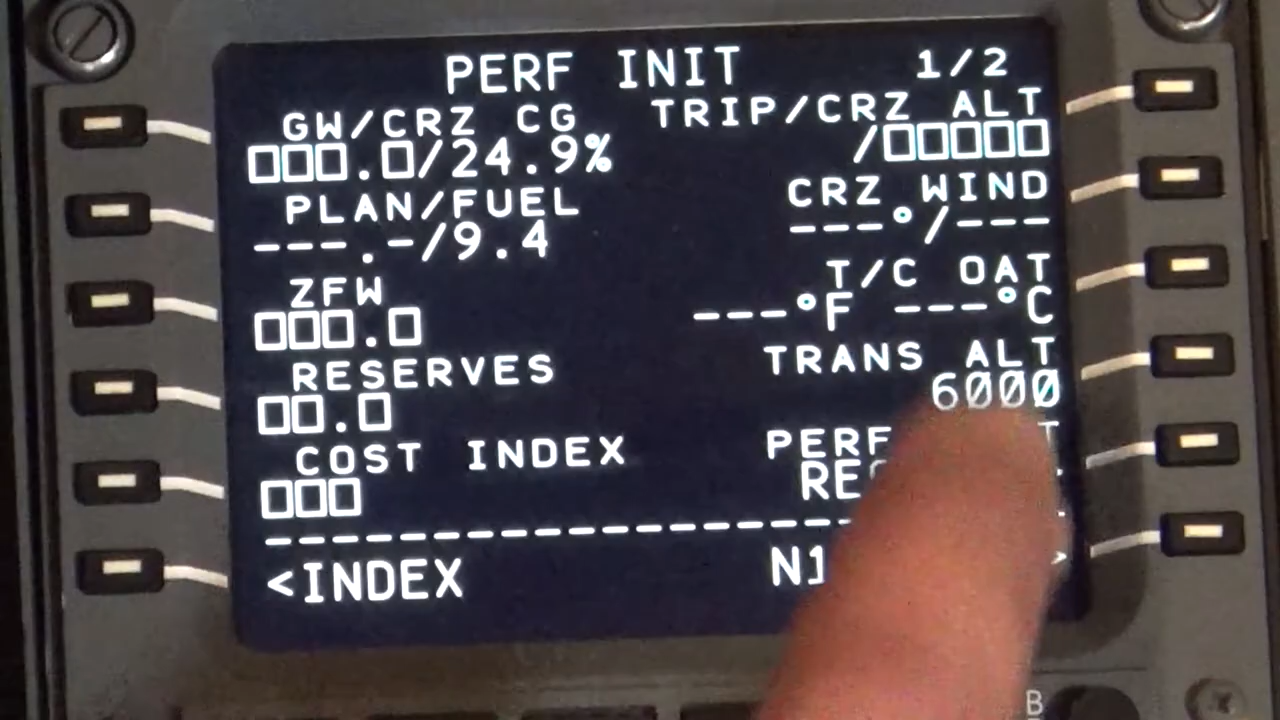 PERF INIT 1/2
GW/CRZ CG TRIP/CRZ ALT
□□□.□/24.9% /□□□□□
PLAN/FUEL CRZ WIND
---.-/9.4 ---°/---
ZFW T/C OAT
□□□.□ ---°F ---°C
RESERVES TRANS ALT
□□.□ 6000
COST INDEX PERF
□□□
--------------------
<INDEX N1 >
B